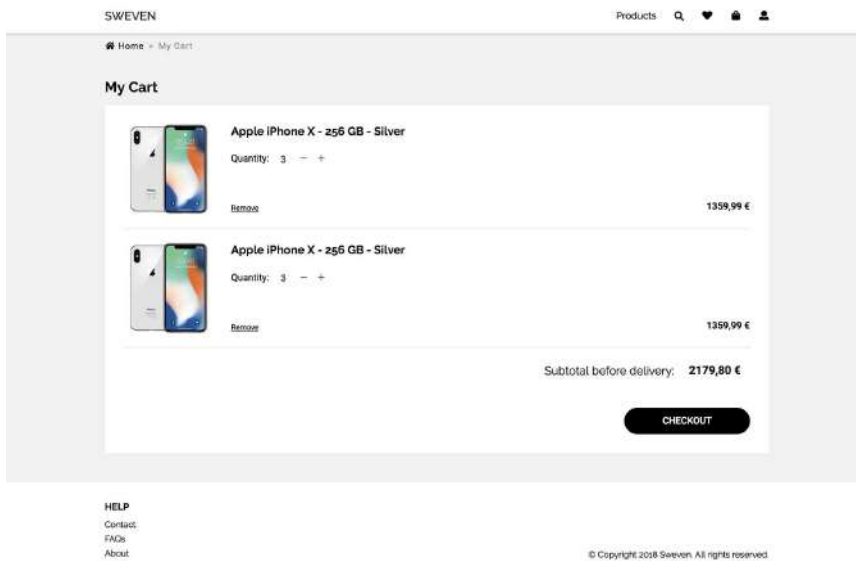 SWEVEN
Products
Home » My Cart
My Cart
Apple iPhone X - 256 GB - Silver
Quantity: 3 − +
Remove
1359,99 €
Apple iPhone X - 256 GB - Silver
Quantity: 3 − +
Remove
1359,99 €
Subtotal before delivery: 2179,80 €
CHECKOUT
HELP
Contact
FAQs
About
© Copyright 2018 Sweven. All rights reserved.